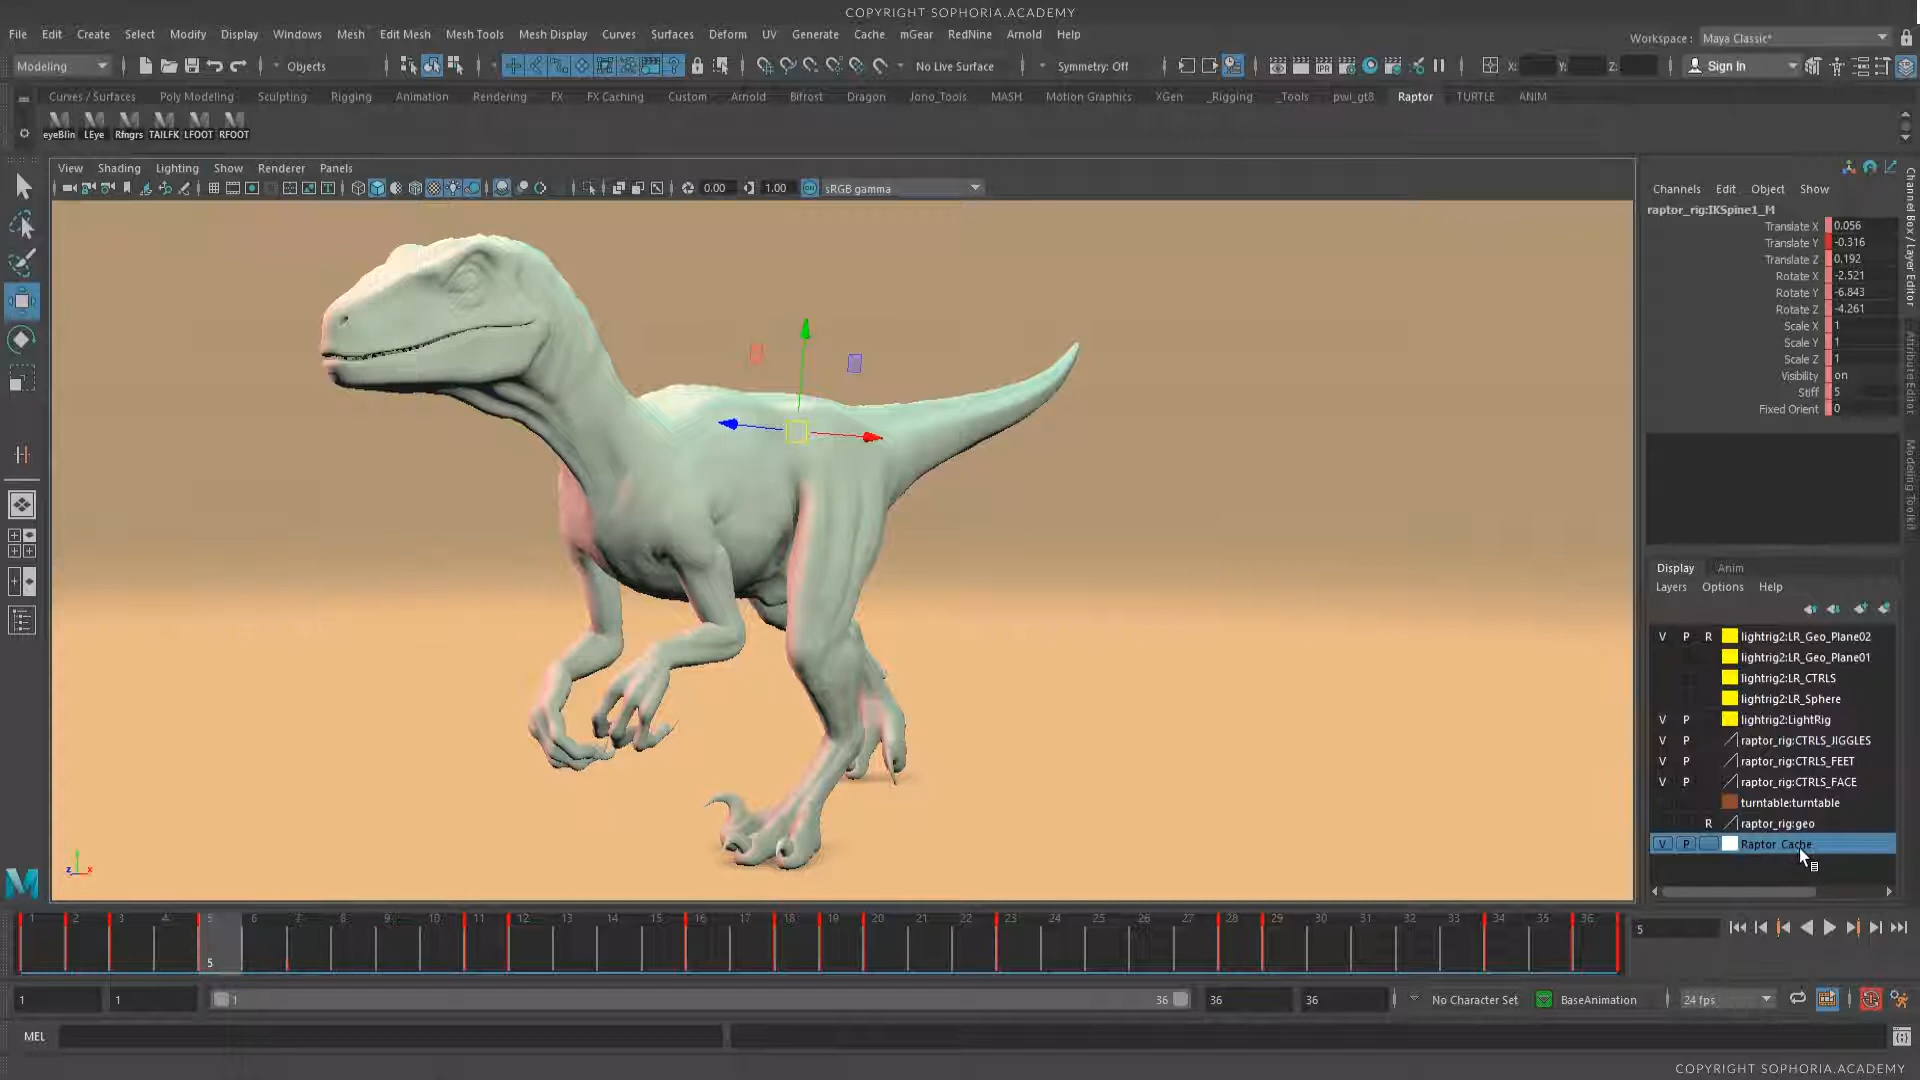 COPYRIGHT SOPHORIA.ACADEMY
File Edit Create Select Modify Display Windows Mesh Edit Mesh Mesh Tools Mesh Display Curves Surfaces Deform UV Generate Cache mGear RedNine Arnold Help
Workspace : Maya Classic*
Modeling Objects No Live Surface Symmetry: Off X: Y: Z: Sign In
Curves / Surfaces Poly Modeling Sculpting Rigging Animation Rendering FX FX Caching Custom Arnold Bifrost Dragon Jono_Tools MASH Motion Graphics XGen _Rigging _Tools pwi_gt8 Raptor TURTLE ANIM
eyeBlin LEye Rfngrs TAILFK LFOOT RFOOT
View Shading Lighting Show Renderer Panels
0.00 1.00 sRGB gamma
Channels Edit Object Show
raptor_rig:IKSpine1_M
Translate X 0.056
Translate Y -0.316
Translate Z 0.192
Rotate X -2.521
Rotate Y -6.843
Rotate Z -4.261
Scale X 1
Scale Y 1
Scale Z 1
Visibility on
Stiff 5
Fixed Orient 0
Channel Box / Layer Editor
Attribute Editor
Modeling Toolkit
Display Anim
Layers Options Help
V P R lightrig2:LR_Geo_Plane02
lightrig2:LR_Geo_Plane01
lightrig2:LR_CTRLS
lightrig2:LR_Sphere
V P lightrig2:LightRig
V P raptor_rig:CTRLS_JIGGLES
V P raptor_rig:CTRLS_FEET
V P raptor_rig:CTRLS_FACE
turntable:turntable
R raptor_rig:geo
V P Raptor_Cache
z x
1 2 3 4 5 6 7 8 9 10 11 12 13 14 15 16 17 18 19 20 21 22 23 24 25 26 27 28 29 30 31 32 33 34 35 36
5
5
1 1 1 36 36 36 No Character Set BaseAnimation 24 fps
MEL
COPYRIGHT SOPHORIA.ACADEMY